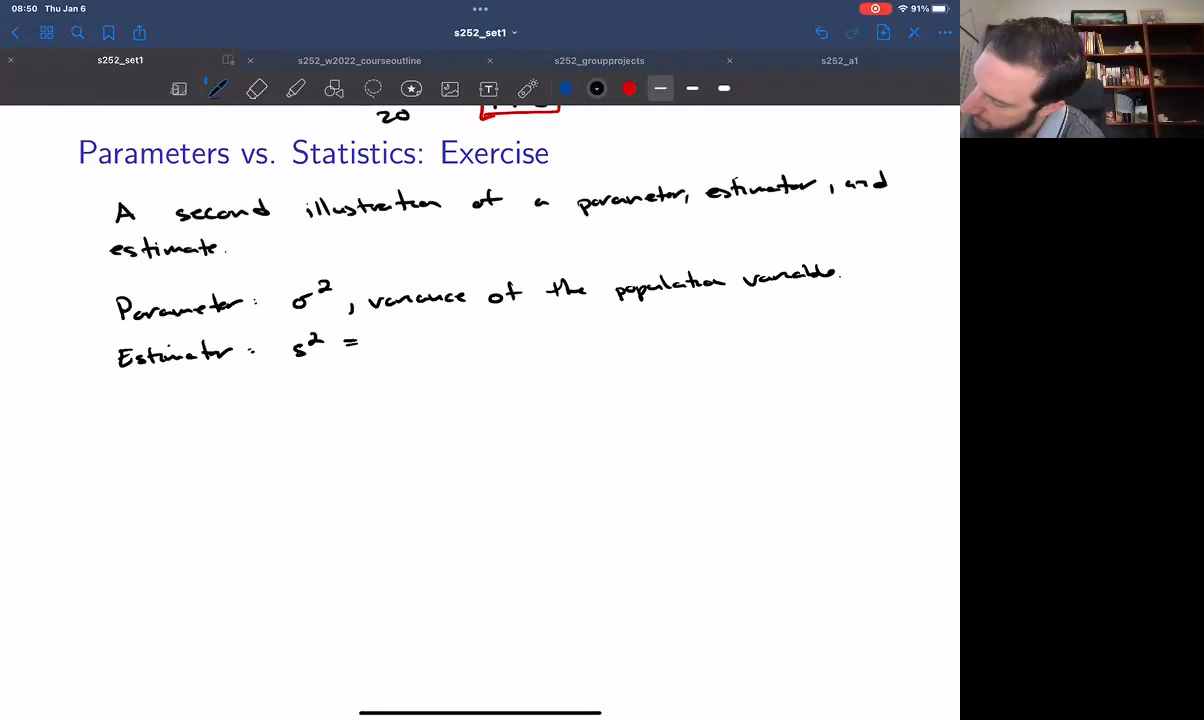 08:50 Thu Jan 6
91%
s252_set1
s252_set1
s252_w2022_courseoutline
s252_groupprojects
s252_a1
20
Parameters vs. Statistics: Exercise
A second illustration of a parameter, estimator, and
estimate.
Parameter: σ², variance of the population variable.
Estimator: s² =